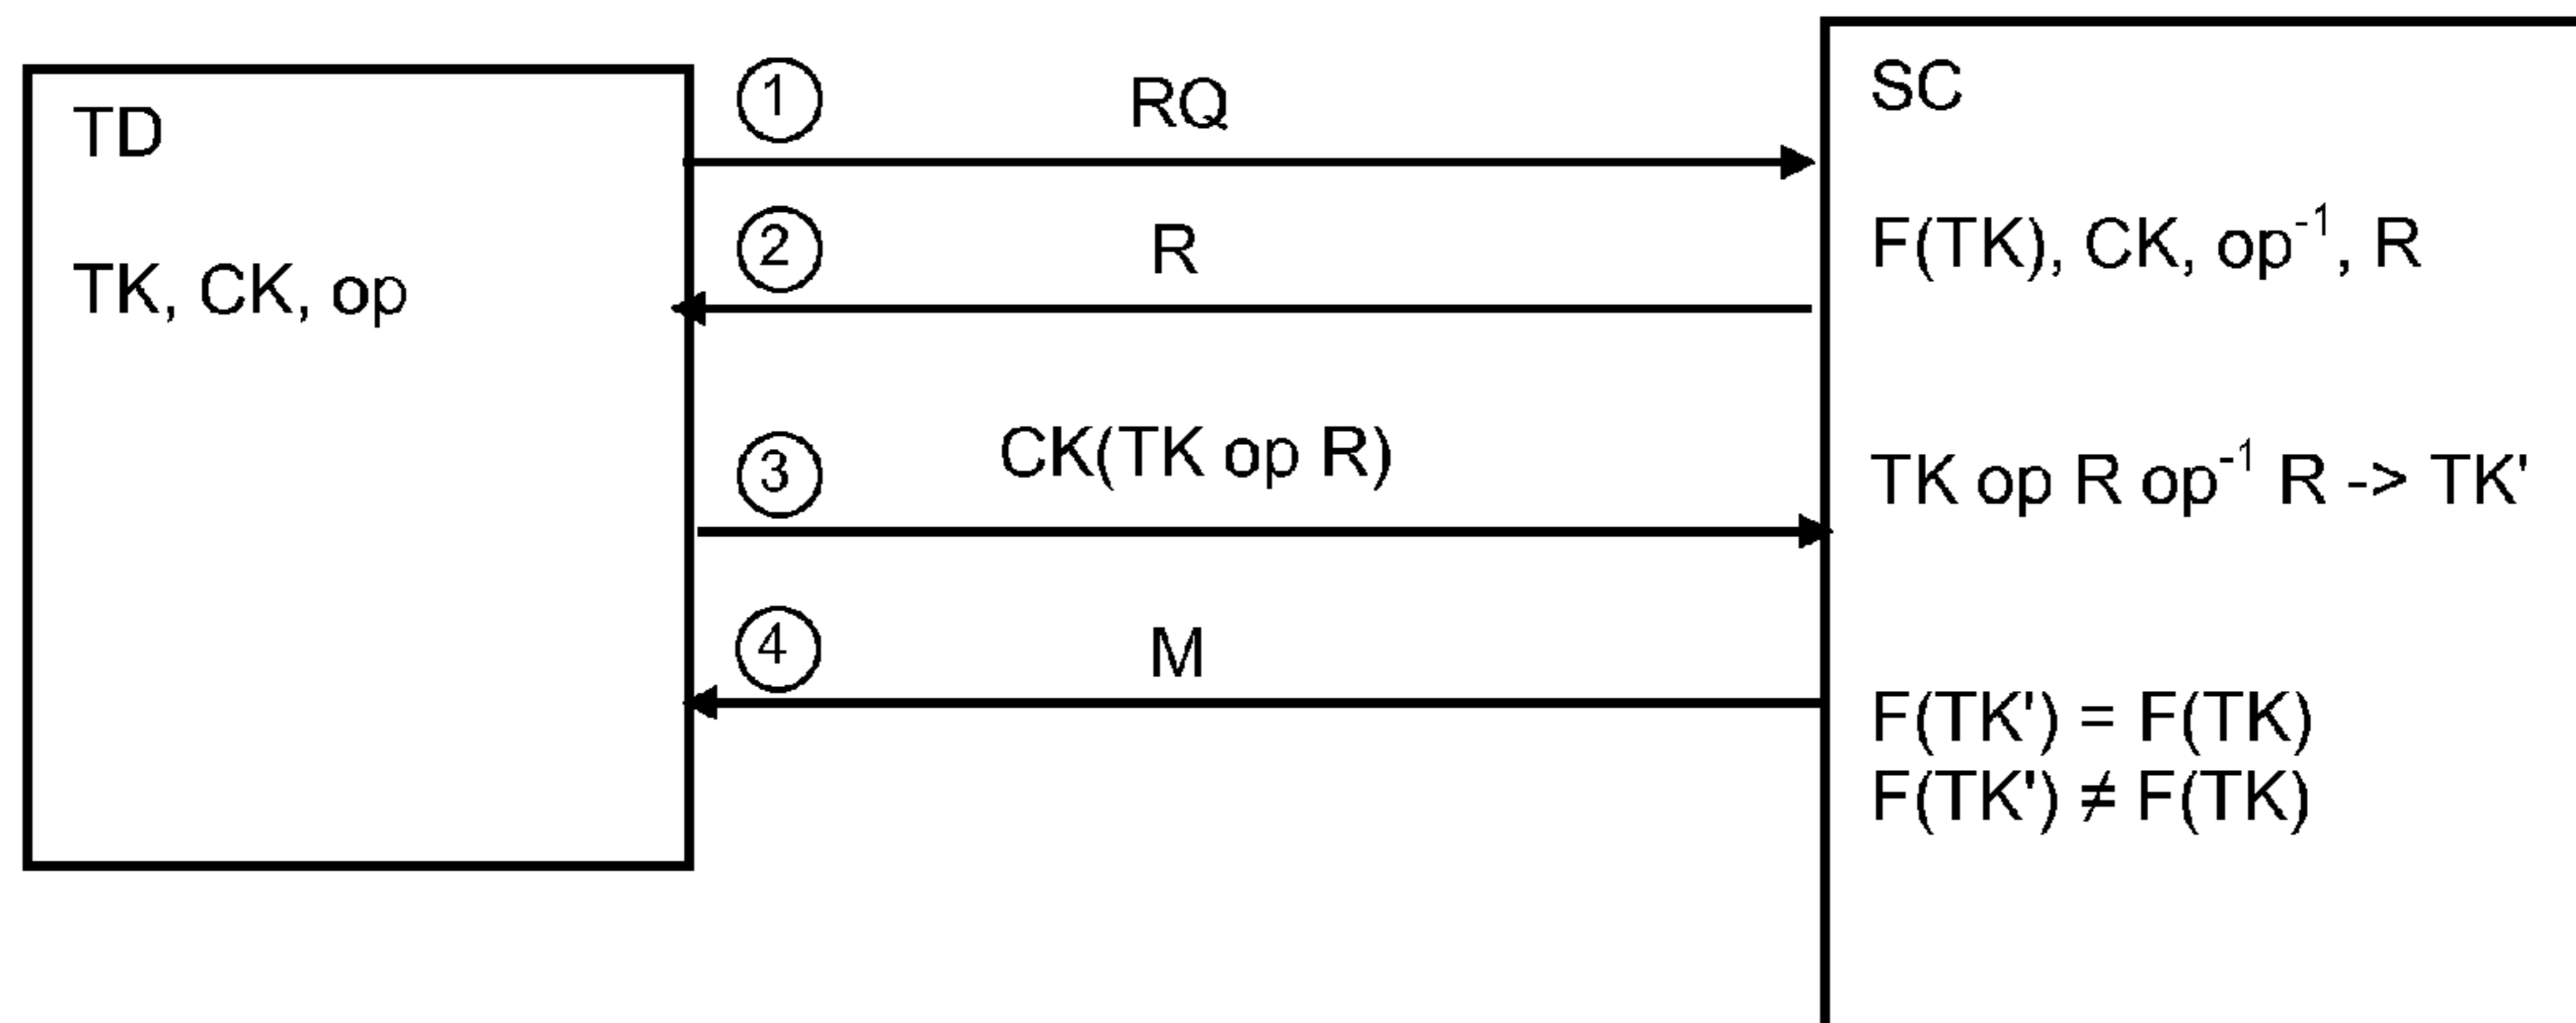 TD
TK, CK, op
1
RQ
2
R
3
CK(TK op R)
4
M
SC
F(TK), CK, op⁻¹, R
TK op R op⁻¹ R -> TK'
F(TK') = F(TK)
F(TK') ≠ F(TK)